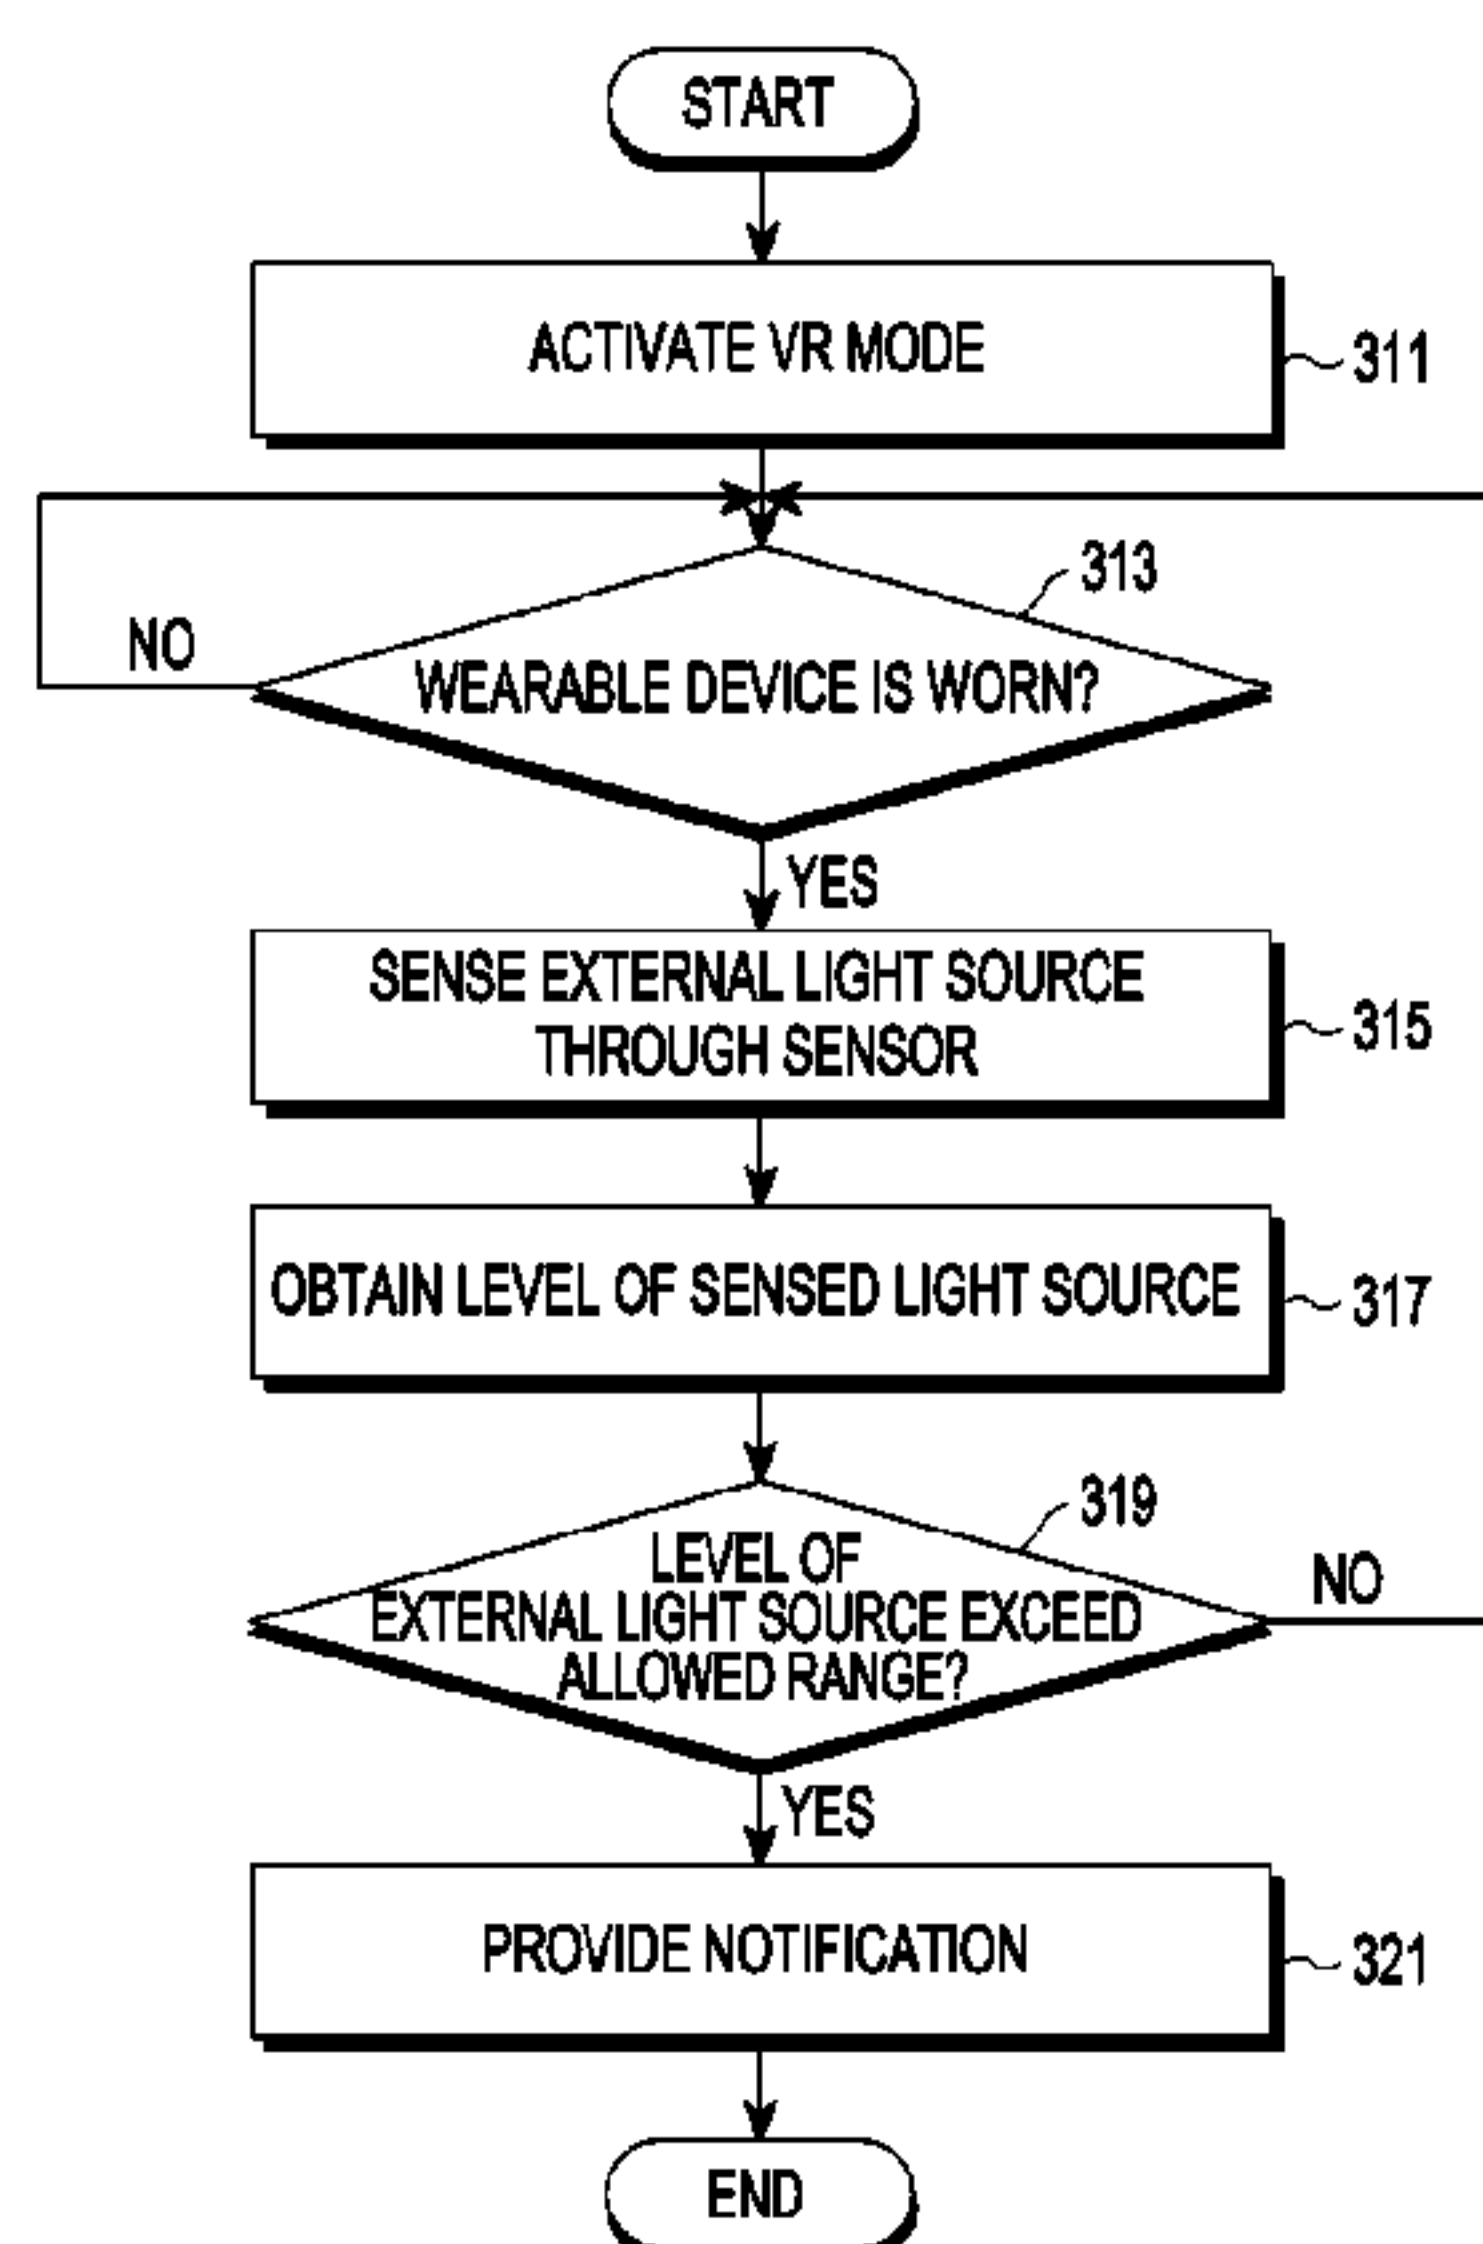 START
ACTIVATE VR MODE
311
313
NO
WEARABLE DEVICE IS WORN?
YES
SENSE EXTERNAL LIGHT SOURCE
THROUGH SENSOR
315
OBTAIN LEVEL OF SENSED LIGHT SOURCE
317
319
LEVEL OF
EXTERNAL LIGHT SOURCE EXCEED
ALLOWED RANGE?
NO
YES
PROVIDE NOTIFICATION
321
END